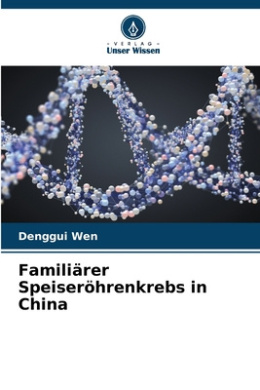 VERLAG
Unser Wissen
Denggui Wen
Familiärer
Speiseröhrenkrebs in
China